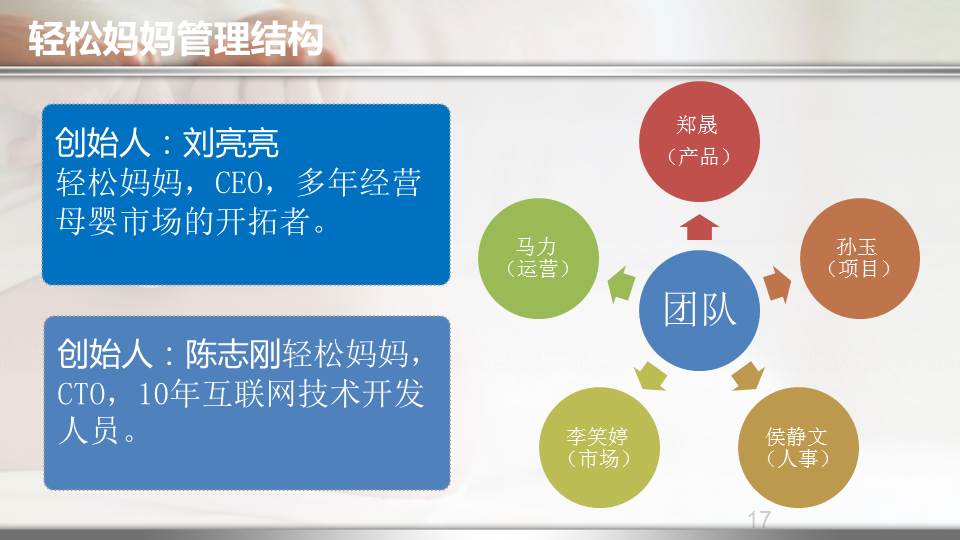 轻松妈妈管理结构
创始人：刘亮亮
轻松妈妈，CEO，多年经营
母婴市场的开拓者。
创始人：陈志刚轻松妈妈，
CTO，10年互联网技术开发
人员。
郑晟
（产品）
马力
（运营）
孙玉
（项目）
团队
李笑婷
（市场）
侯静文
（人事）
17